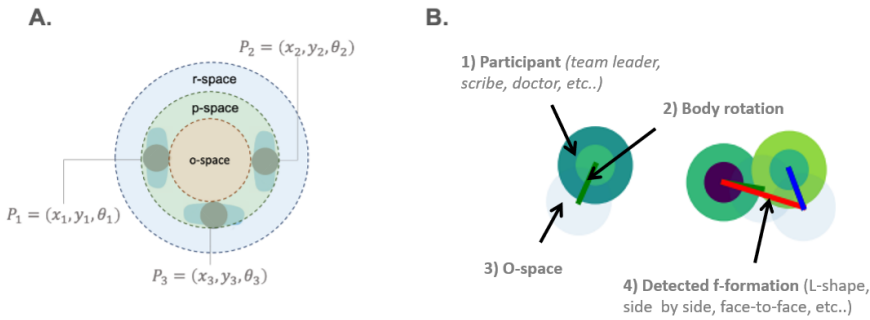 A.
P₂ = (x₂, y₂, θ₂)
r-space
p-space
o-space
P₁ = (x₁, y₁, θ₁)
P₃ = (x₃, y₃, θ₃)
B.
1) Participant (team leader,
scribe, doctor, etc..)
2) Body rotation
3) O-space
4) Detected f-formation (L-shape,
side by side, face-to-face, etc..)